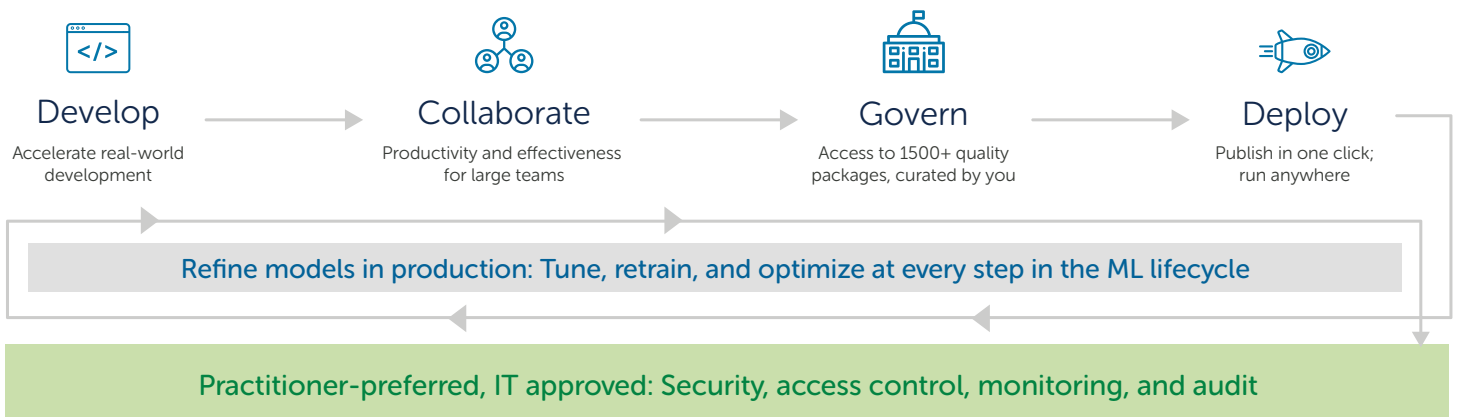 </>
Develop
Accelerate real-world
development
Collaborate
Productivity and effectiveness
for large teams
Govern
Access to 1500+ quality
packages, curated by you
Deploy
Publish in one click;
run anywhere
Refine models in production: Tune, retrain, and optimize at every step in the ML lifecycle
Practitioner-preferred, IT approved: Security, access control, monitoring, and audit